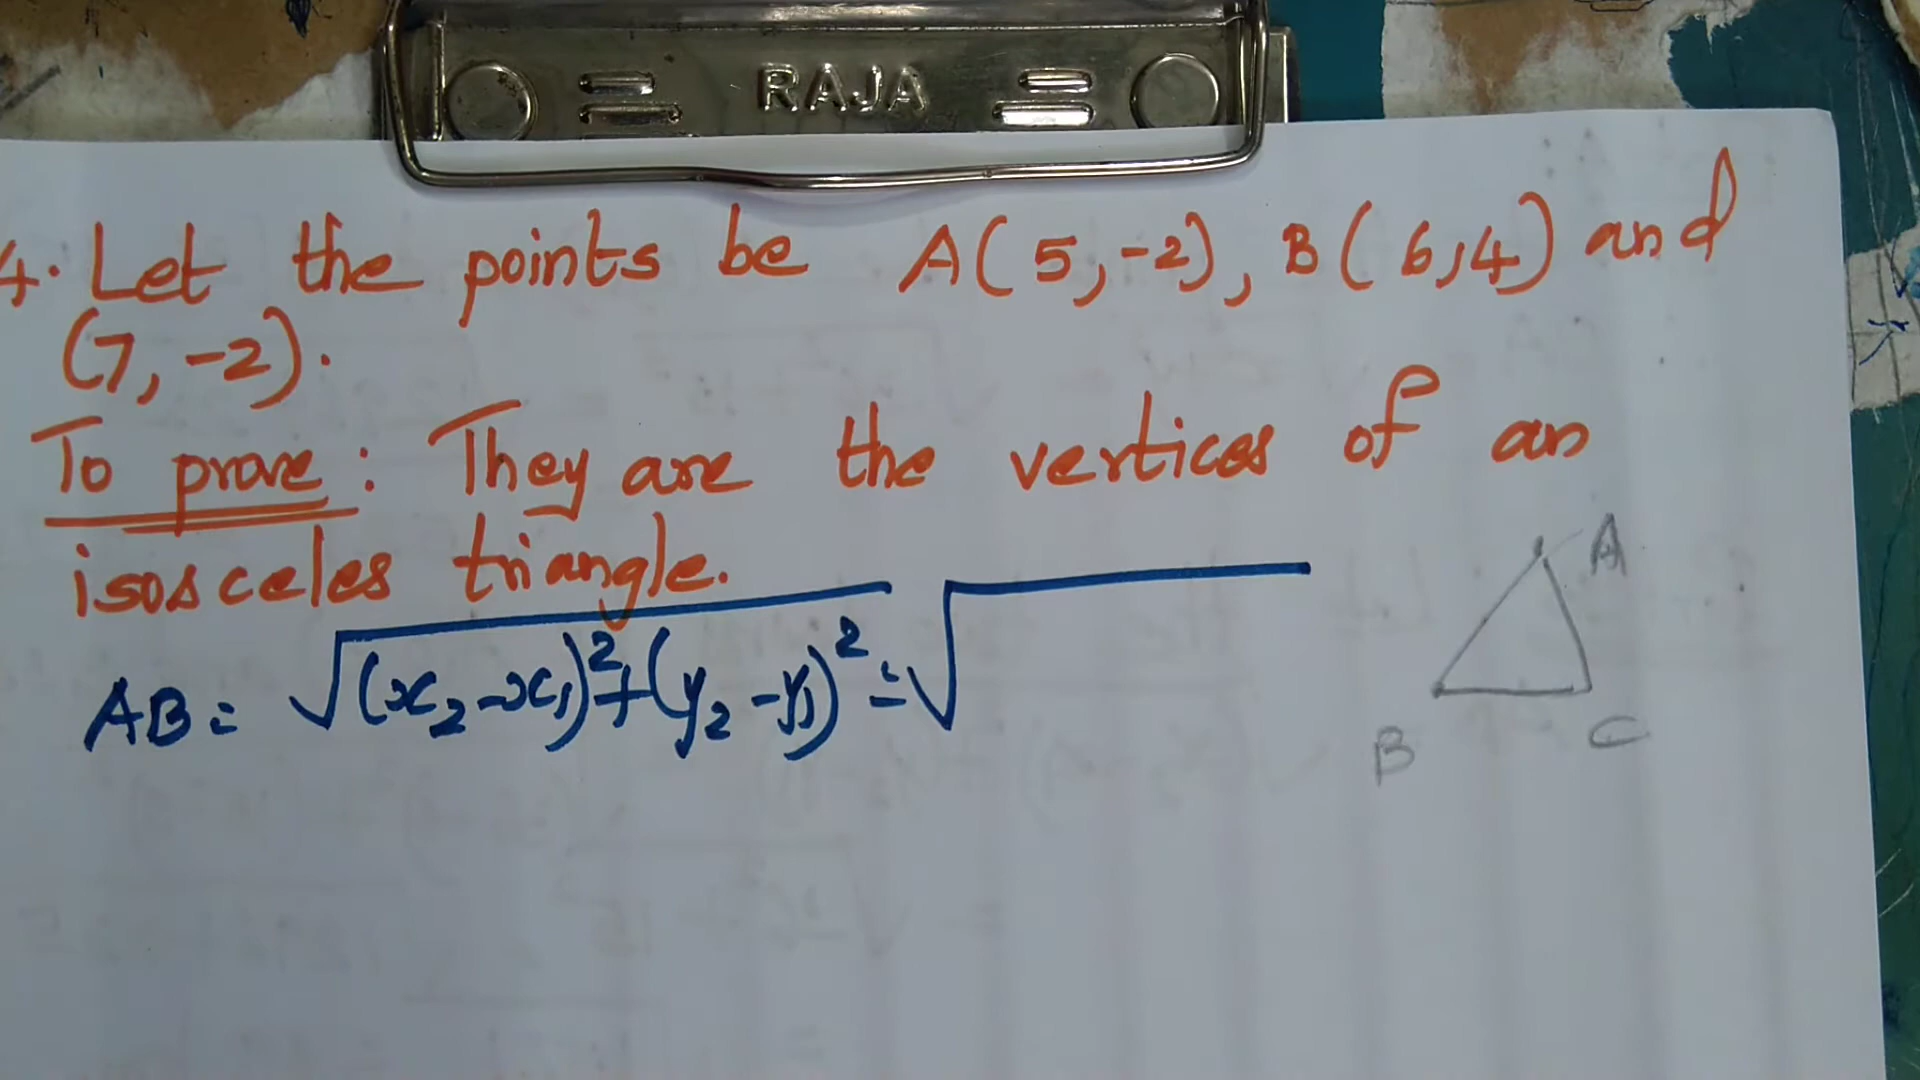 RAJA
4. Let the points be A(5,-2), B(6,4) and
(7,-2).
To prove: They are the vertices of an
isosceles triangle.
AB = √(x₂-x₁)²+(y₂-y₁)² = √
A
B C